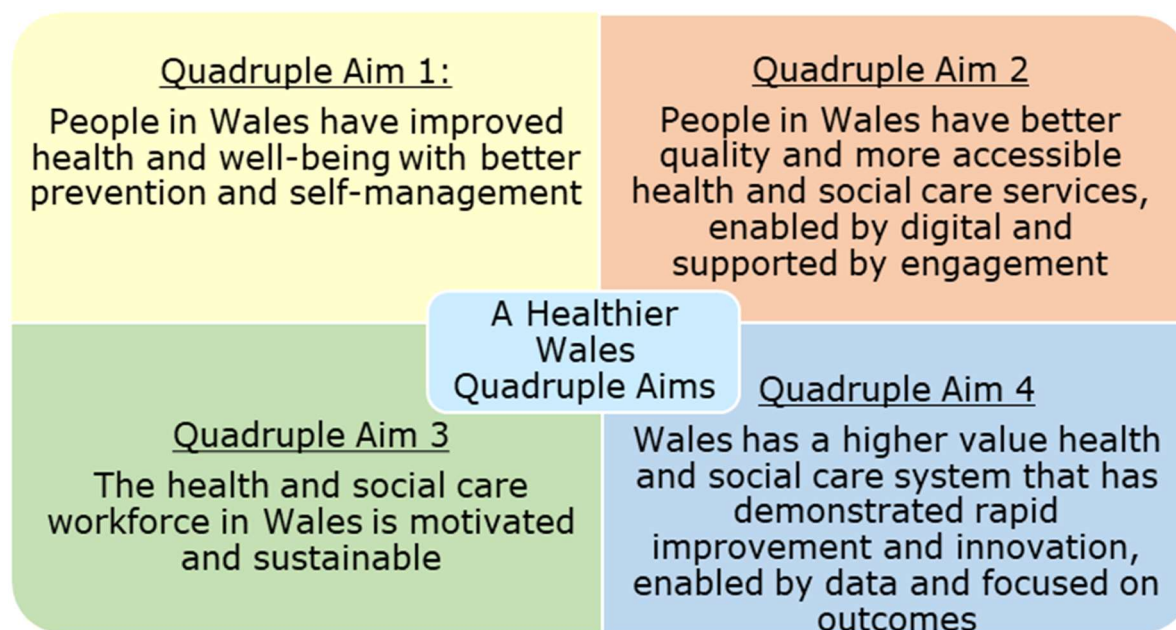 Quadruple Aim 1:
People in Wales have improved
health and well-being with better
prevention and self-management
Quadruple Aim 2
People in Wales have better
quality and more accessible
health and social care services,
enabled by digital and
supported by engagement
A Healthier
Wales
Quadruple Aims
Quadruple Aim 3
The health and social care
workforce in Wales is motivated
and sustainable
Quadruple Aim 4
Wales has a higher value health
and social care system that has
demonstrated rapid
improvement and innovation,
enabled by data and focused on
outcomes